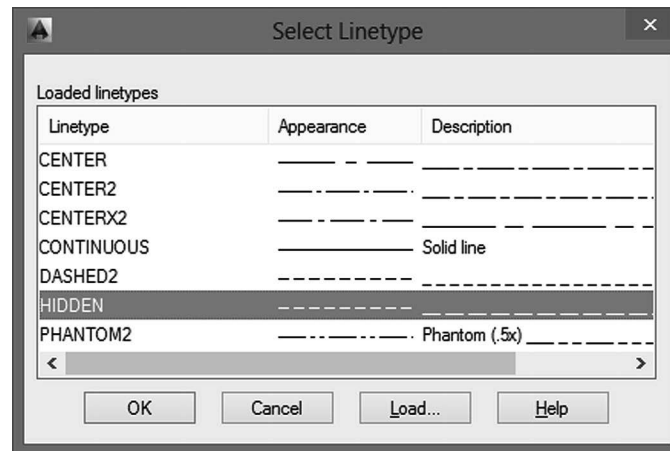 Select Linetype
Loaded linetypes
Linetype Appearance Description
CENTER
CENTER2
CENTERX2
CONTINUOUS Solid line
DASHED2
HIDDEN
PHANTOM2 Phantom (.5x)
OK Cancel Load... Help